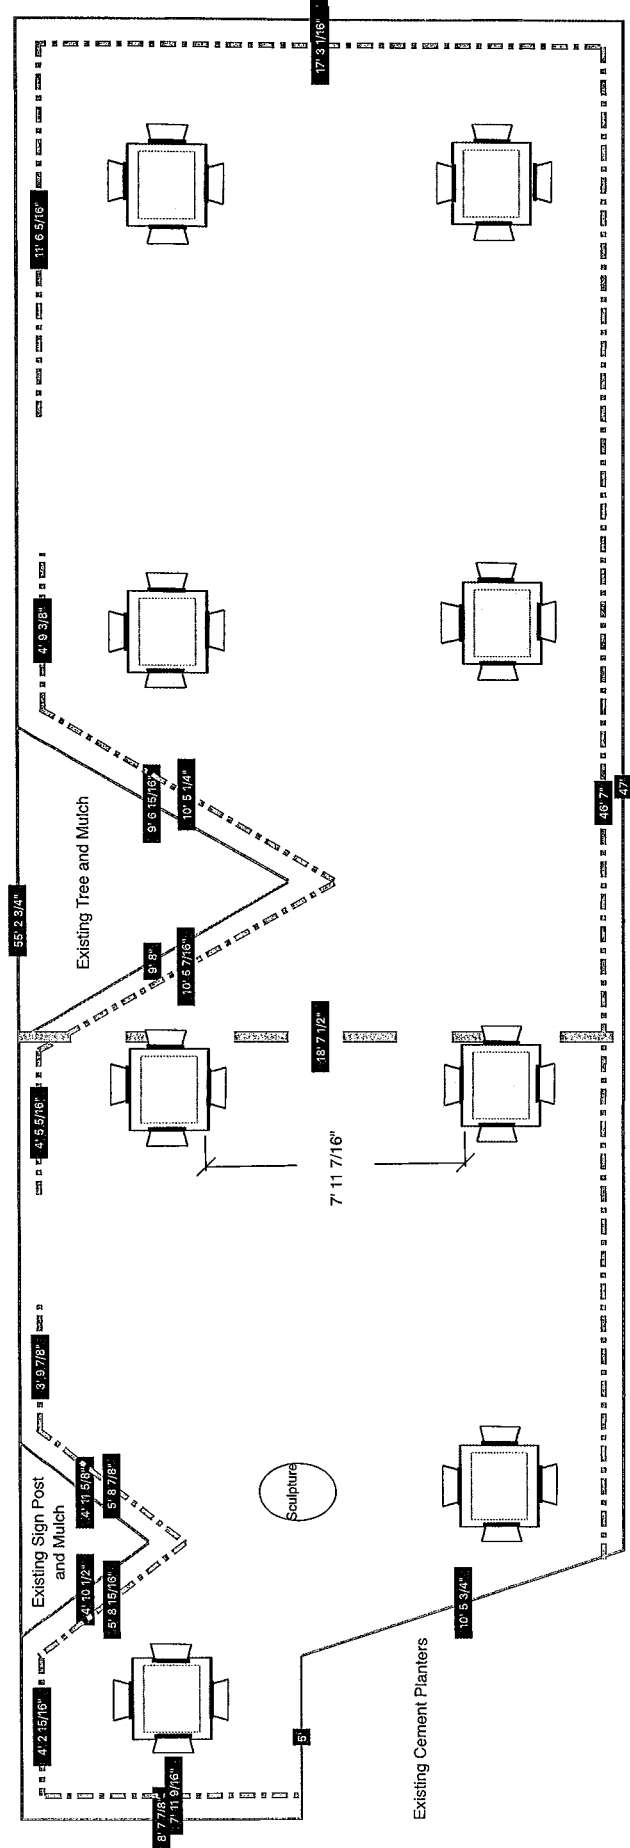 17' 3 1/16"
11' 6 5/16"
4' 9 3/8"
9' 6 15/16"
10' 5 1/4"
46' 7"
47'
Existing Tree and Mulch
55' 2 3/4"
9' 8"
10' 5 7/16"
18' 7 1/2"
4' 5 5/16"
7' 11 7/16"
3' 9 7/8"
4' 11 5/8"
5' 8 7/8"
Sculpture
Existing Sign Post
and Mulch
4' 10 1/2"
5' 8 15/16"
10' 5 3/4"
4' 2 15/16"
5'
Existing Cement Planters
7' 11 9/16"
8' 7 7/8"